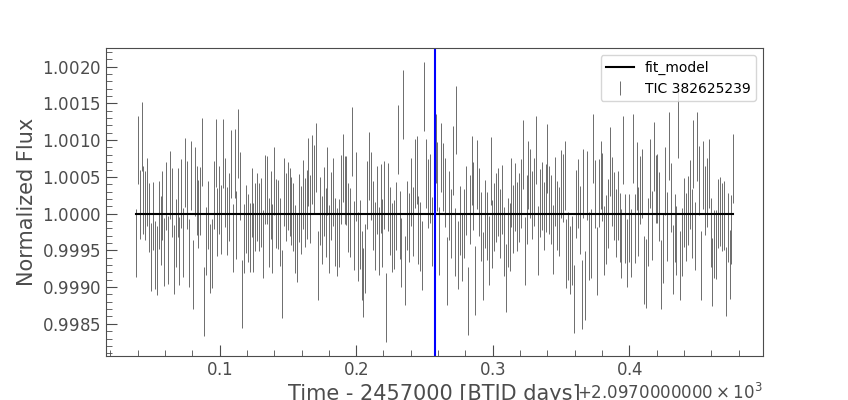 1.0020
1.0015
1.0010
1.0005
1.0000
0.9995
0.9990
0.9985
Normalized Flux
fit_model
TIC 382625239
0.1
0.2
0.3
0.4
Time - 2457000 [BTJD days]
+2.0970000000 × 10³